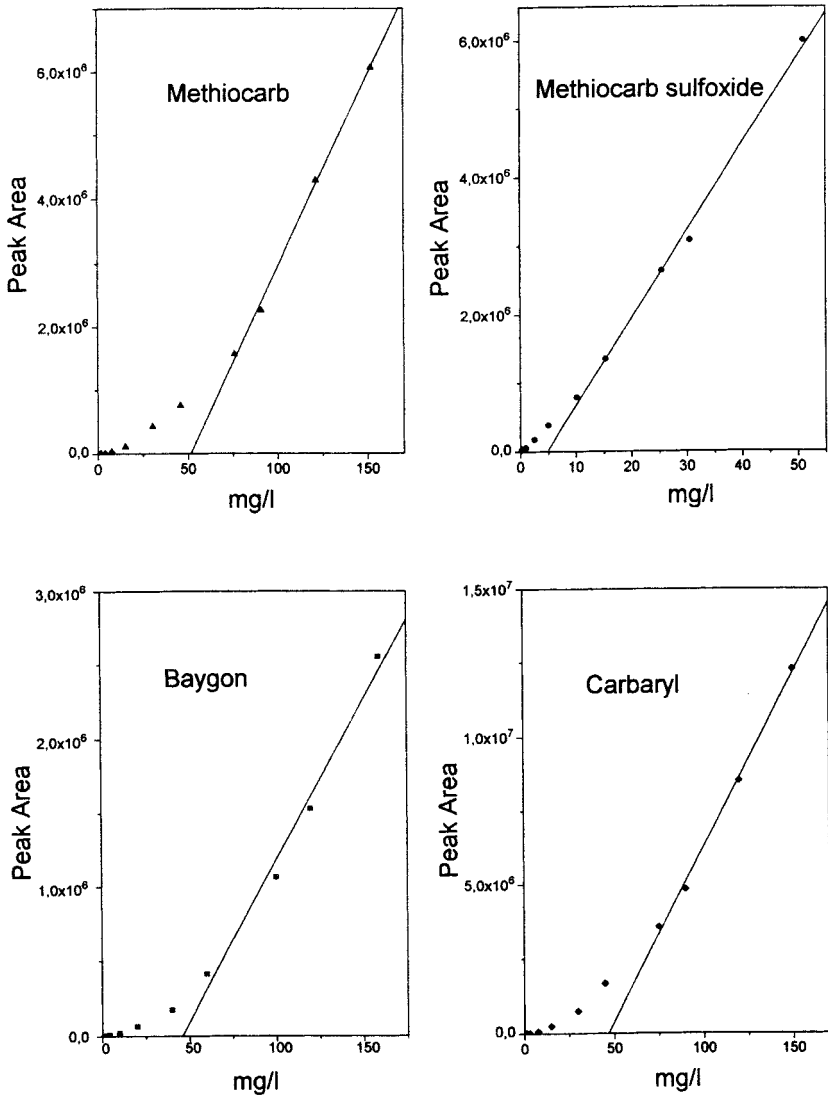 Methiocarb
Peak Area
6,0x10⁶
4,0x10⁶
2,0x10⁶
0,0
0 50 100 150
mg/l
Methiocarb sulfoxide
Peak Area
6,0x10⁶
4,0x10⁶
2,0x10⁶
0,0
0 10 20 30 40 50
mg/l
Baygon
Peak Area
3,0x10⁶
2,0x10⁶
1,0x10⁶
0,0
0 50 100 150
mg/l
Carbaryl
Peak Area
1,5x10⁷
1,0x10⁷
5,0x10⁶
0,0
0 50 100 150
mg/l